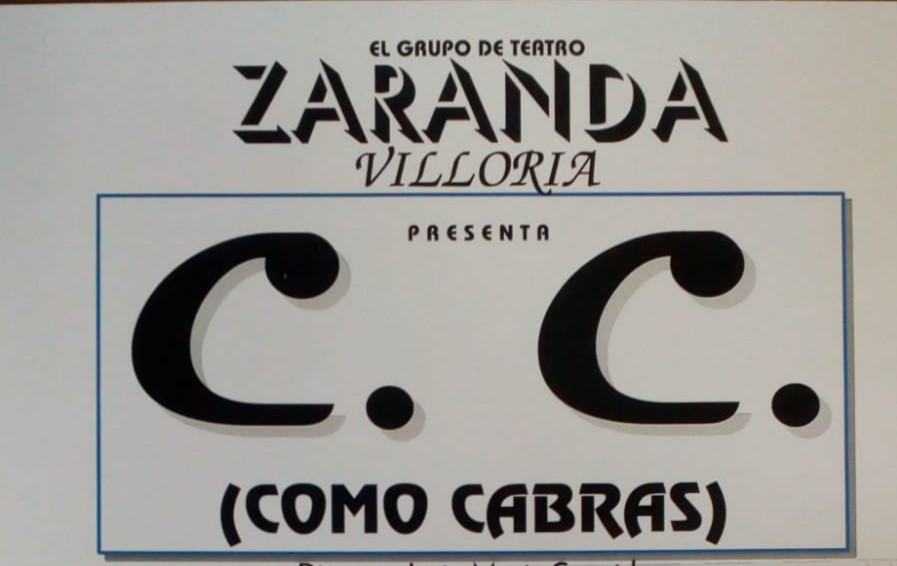 EL GRUPO DE TEATRO
ZARANDA
VILLORIA
PRESENTA
C. C.
(COMO CABRAS)